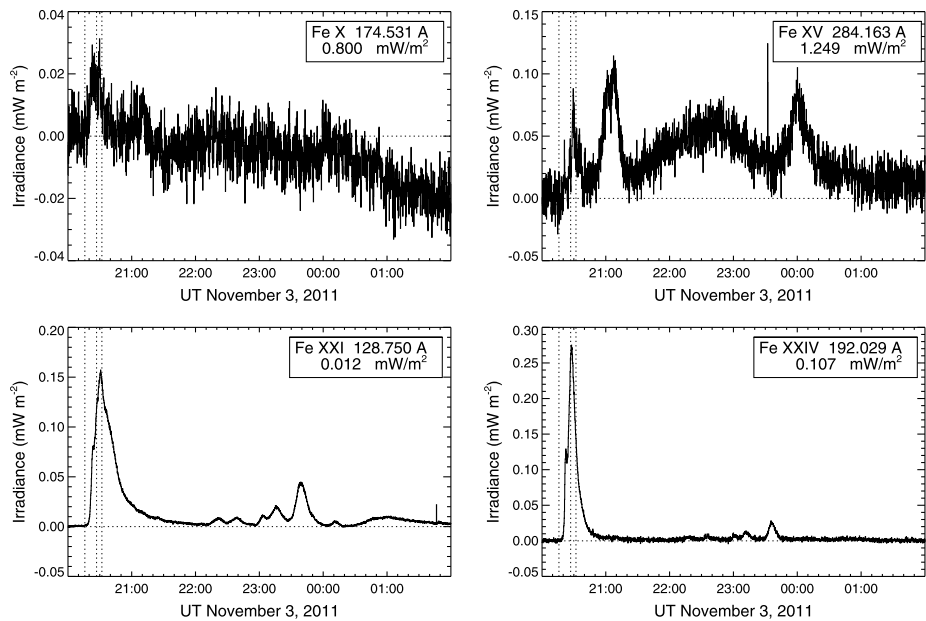 0.04
0.02
0.00
-0.02
-0.04
Irradiance (mW m⁻²)
Fe X 174.531 A
0.800 mW/m²
21:00 22:00 23:00 00:00 01:00
UT November 3, 2011
0.15
0.10
0.05
0.00
-0.05
Irradiance (mW m⁻²)
Fe XV 284.163 A
1.249 mW/m²
21:00 22:00 23:00 00:00 01:00
UT November 3, 2011
0.20
0.15
0.10
0.05
0.00
-0.05
Irradiance (mW m⁻²)
Fe XXI 128.750 A
0.012 mW/m²
21:00 22:00 23:00 00:00 01:00
UT November 3, 2011
0.30
0.25
0.20
0.15
0.10
0.05
0.00
-0.05
Irradiance (mW m⁻²)
Fe XXIV 192.029 A
0.107 mW/m²
21:00 22:00 23:00 00:00 01:00
UT November 3, 2011